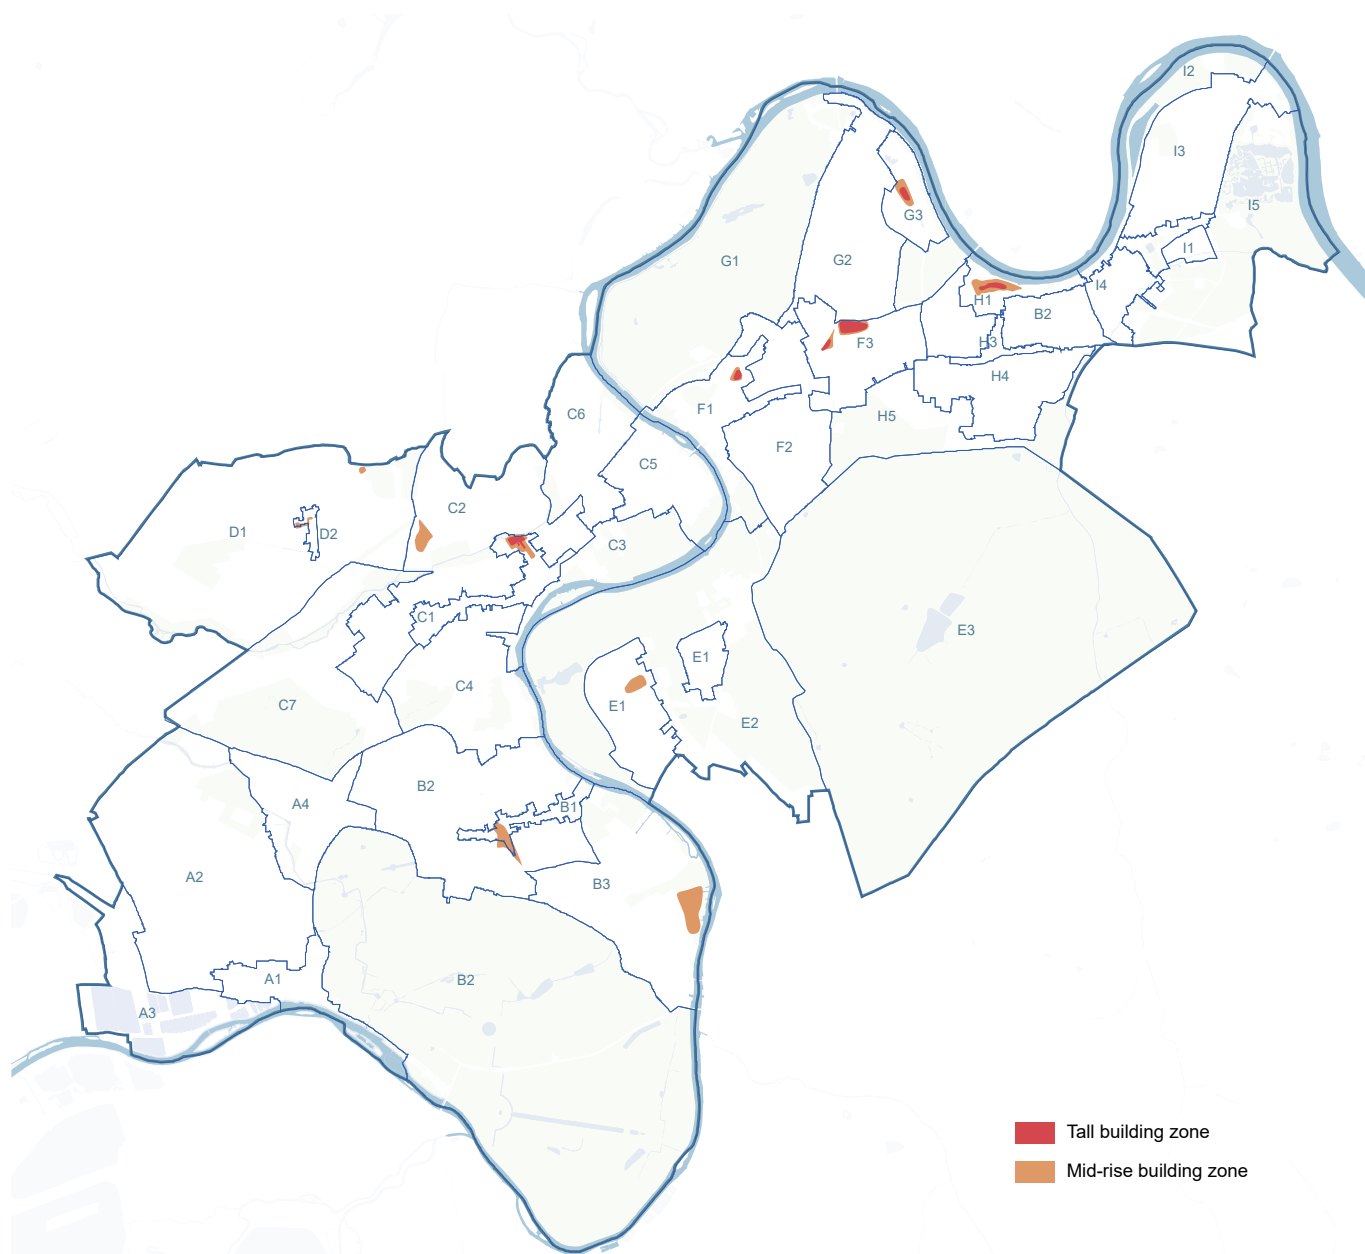 I2
I3
I5
G3
I1
G1
G2
I4
H1
B2
F3
H3
H4
F1
C6
H5
F2
C5
C2
D1
D2
C3
C1
E3
E1
C4
C7
E1
E2
B2
A4
B1
A2
B3
A1
B2
A3
Tall building zone
Mid-rise building zone